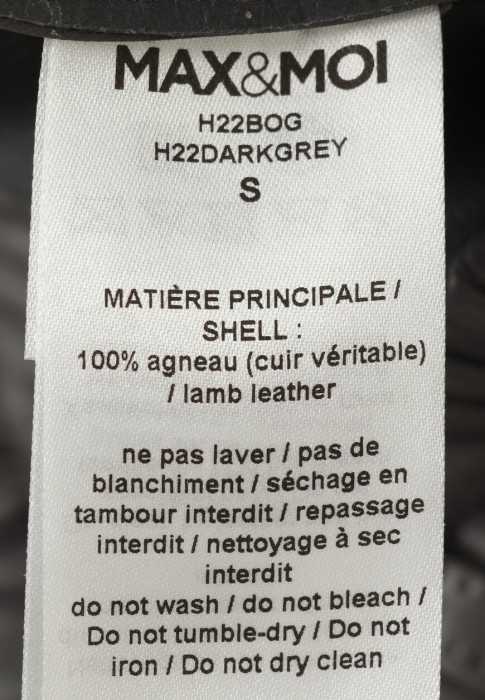 MAX&MOI
H22BOG
H22DARKGREY
S
MATIÈRE PRINCIPALE /
SHELL :
100% agneau (cuir véritable)
/ lamb leather
ne pas laver / pas de
blanchiment / séchage en
tambour interdit / repassage
interdit / nettoyage à sec
interdit
do not wash / do not bleach /
Do not tumble-dry / Do not
iron / Do not dry clean